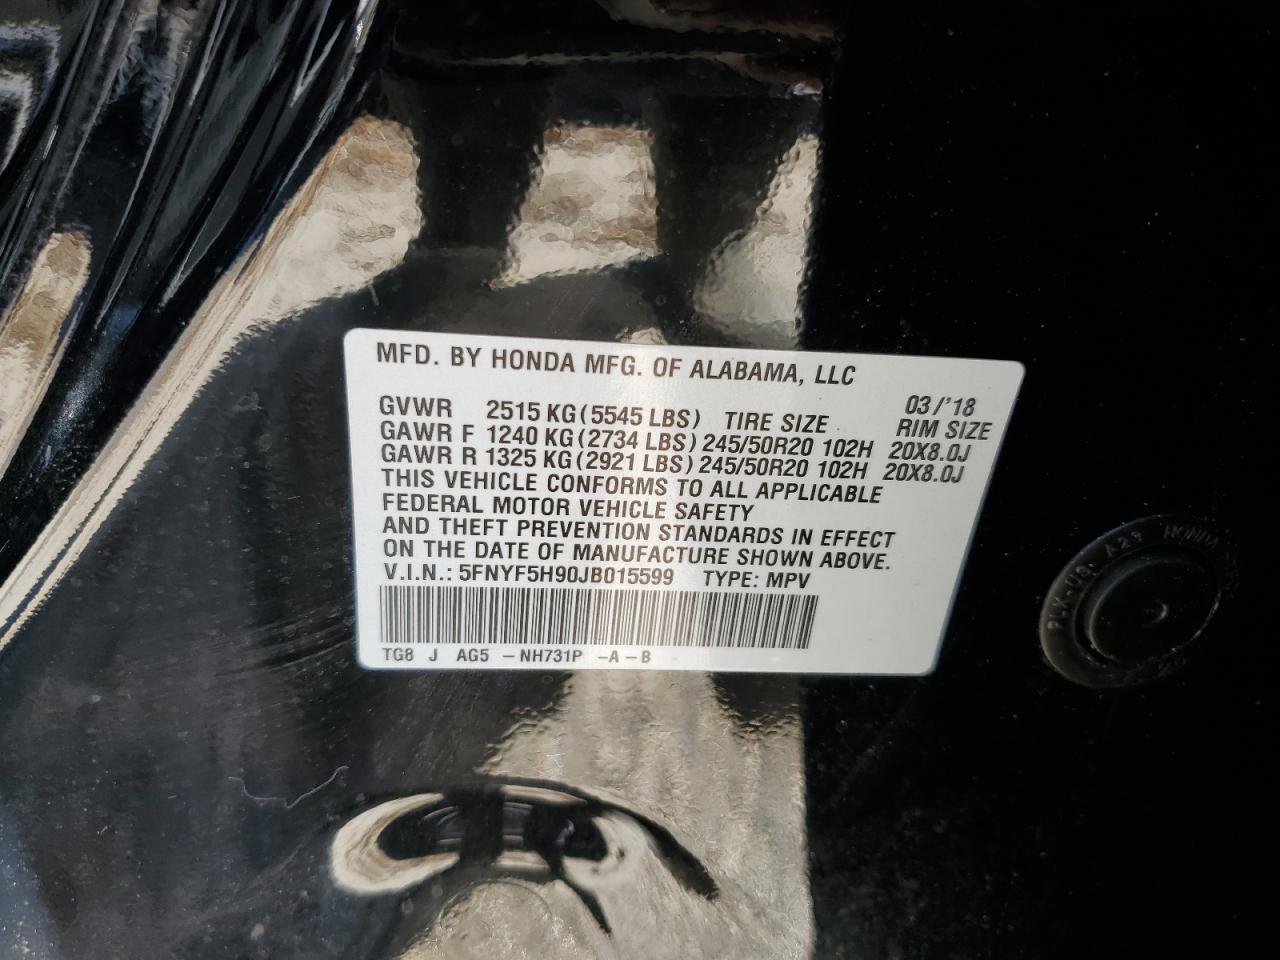 MFD. BY HONDA MFG. OF ALABAMA, LLC
03/'18
GVWR 2515 KG (5545 LBS) TIRE SIZE RIM SIZE
GAWR F 1240 KG (2734 LBS) 245/50R20 102H 20X8.0J
GAWR R 1325 KG (2921 LBS) 245/50R20 102H 20X8.0J
THIS VEHICLE CONFORMS TO ALL APPLICABLE
FEDERAL MOTOR VEHICLE SAFETY
AND THEFT PREVENTION STANDARDS IN EFFECT
ON THE DATE OF MANUFACTURE SHOWN ABOVE.
V.I.N.: 5FNYF5H90JB015599 TYPE: MPV
TG8 J AG5 -NH731P -A-B
A29 HONDA